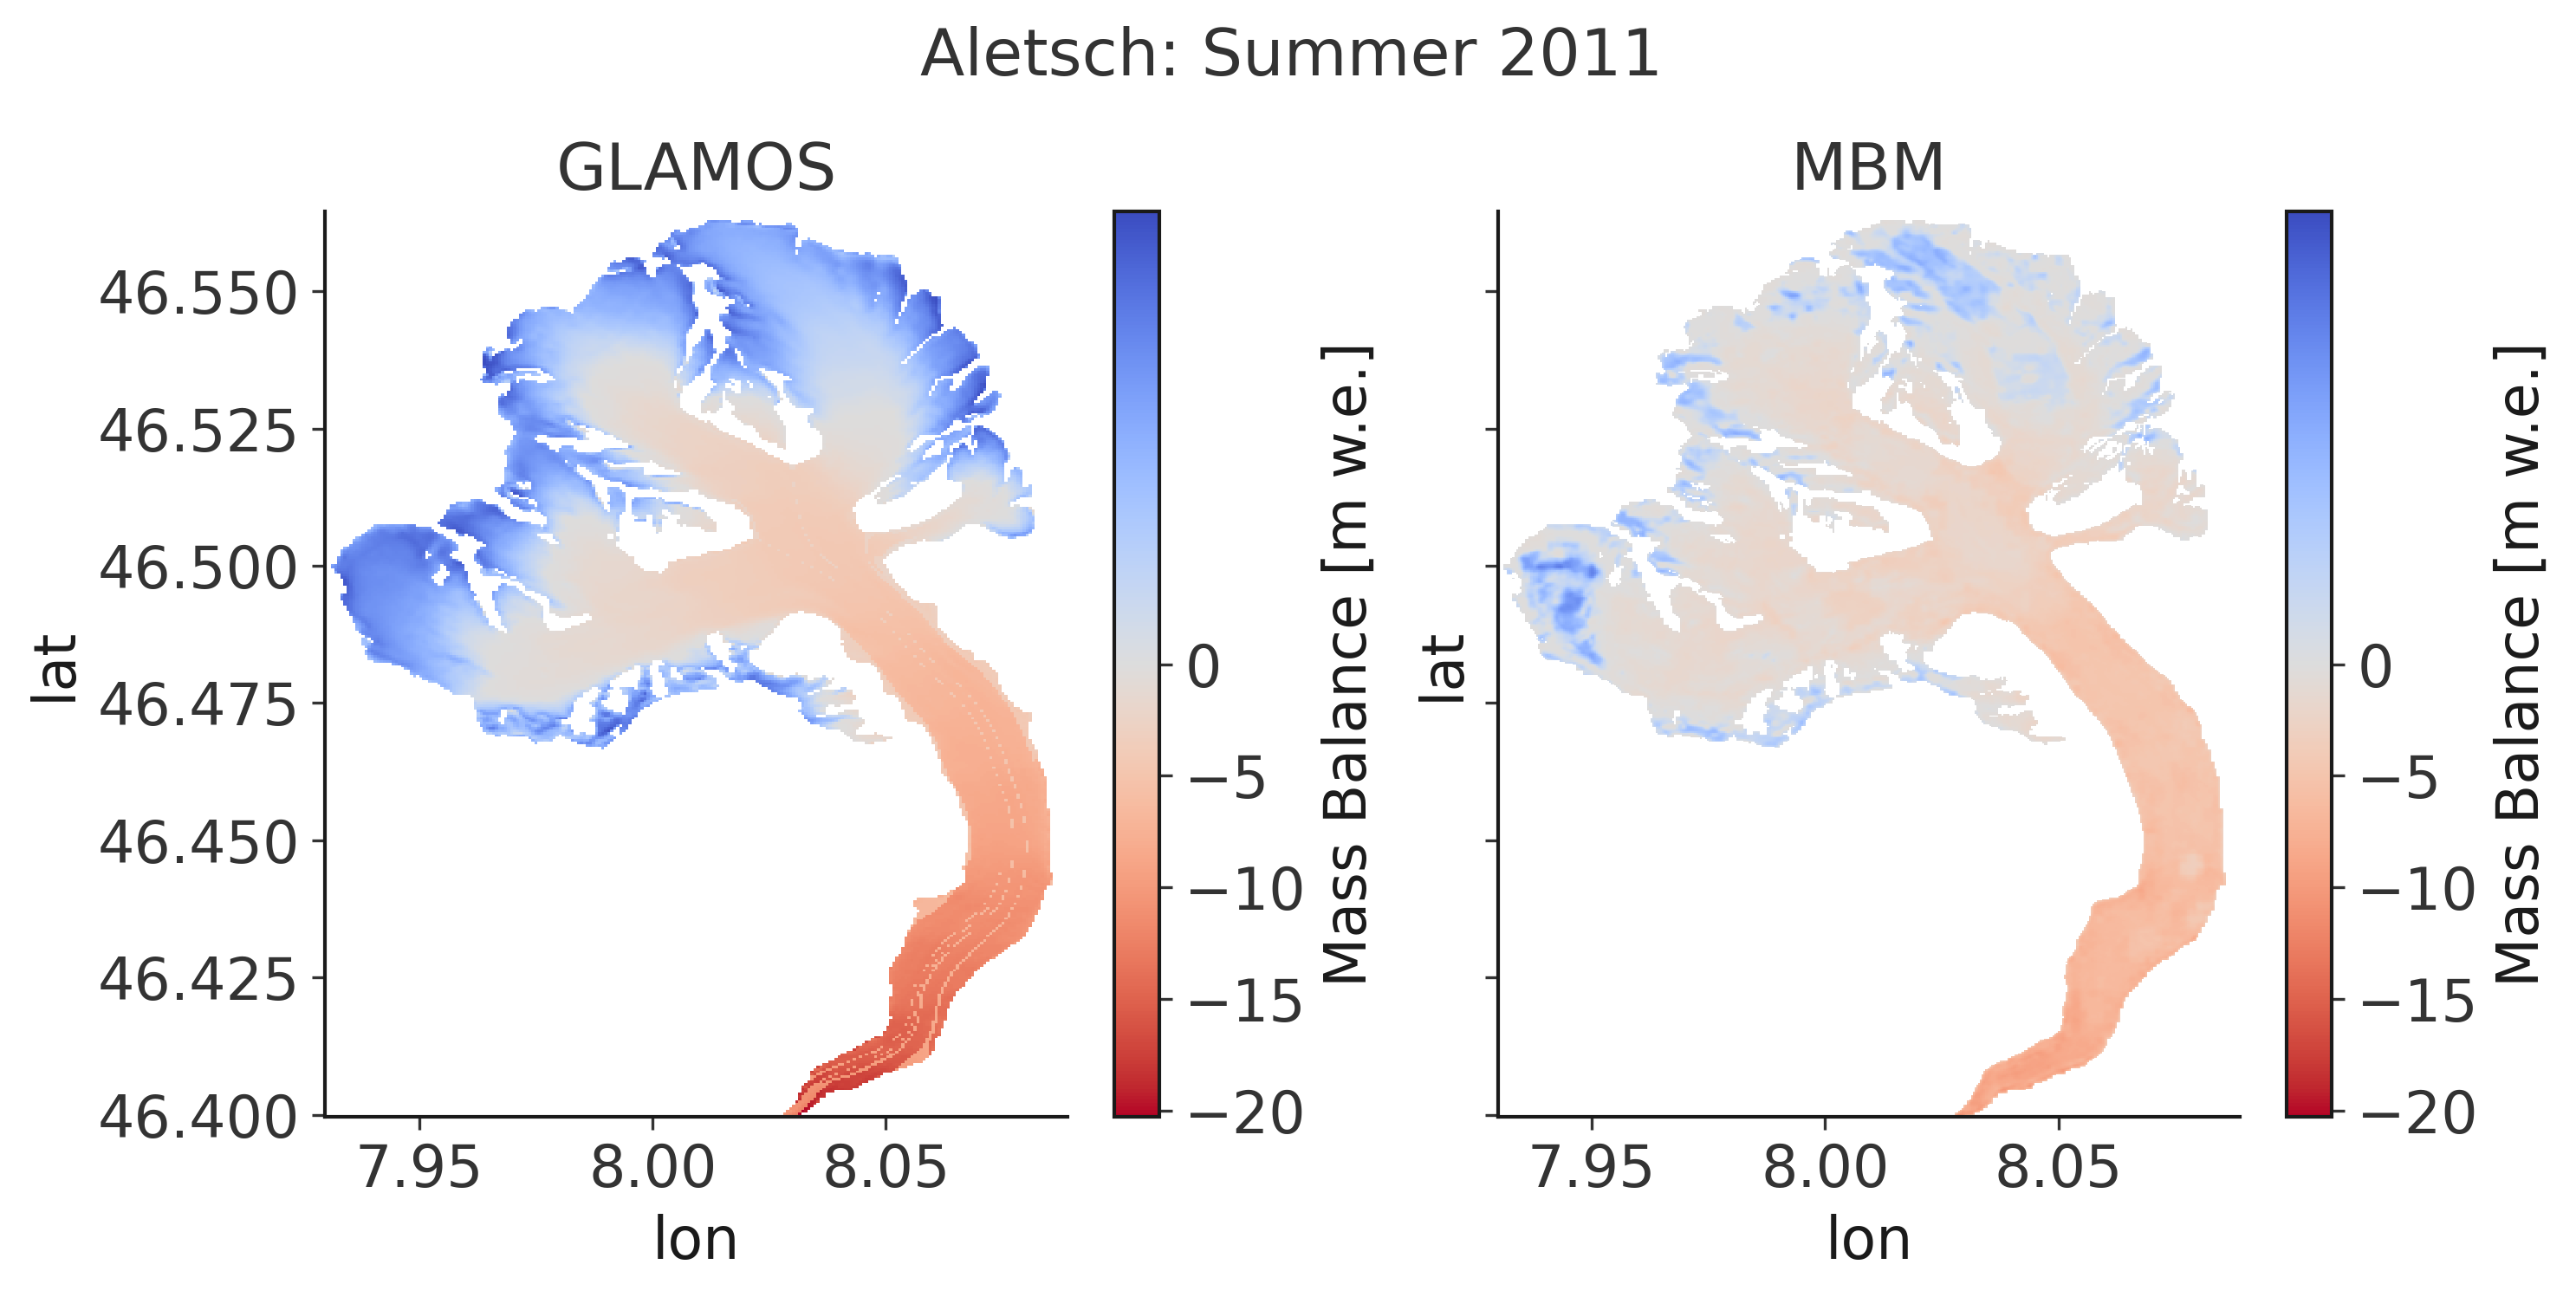 Aletsch: Summer 2011
GLAMOS
46.550
46.525
46.500
46.475
46.450
46.425
46.400
lat
7.95 8.00 8.05
lon
0
−5
−10
−15
−20
Mass Balance [m w.e.]
MBM
lat
7.95 8.00 8.05
lon
0
−5
−10
−15
−20
Mass Balance [m w.e.]